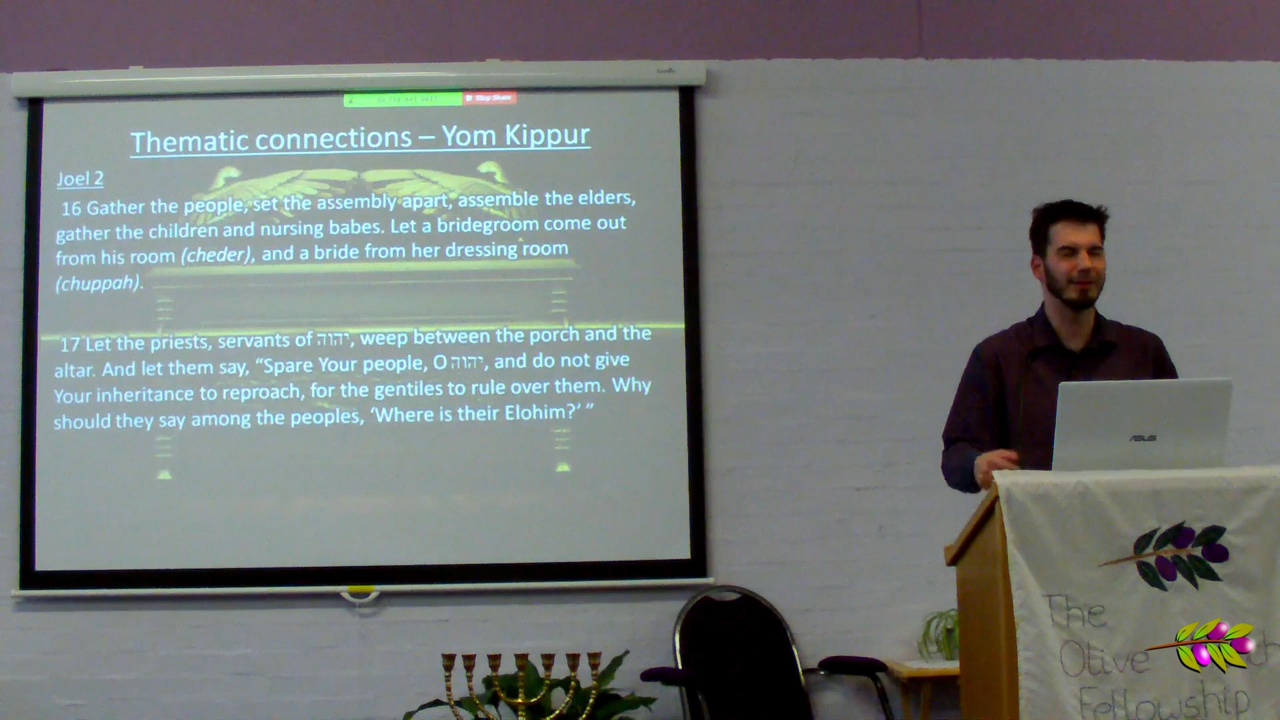 Stop Share
Thematic connections – Yom Kippur
Joel 2
16 Gather the people, set the assembly apart, assemble the elders,
gather the children and nursing babes. Let a bridegroom come out
from his room (cheder), and a bride from her dressing room
(chuppah).
17 Let the priests, servants of יהוה, weep between the porch and the
altar. And let them say, “Spare Your people, O יהוה, and do not give
Your inheritance to reproach, for the gentiles to rule over them. Why
should they say among the peoples, ‘Where is their Elohim?’ ”
ASUS
The
Olive
Fellowship